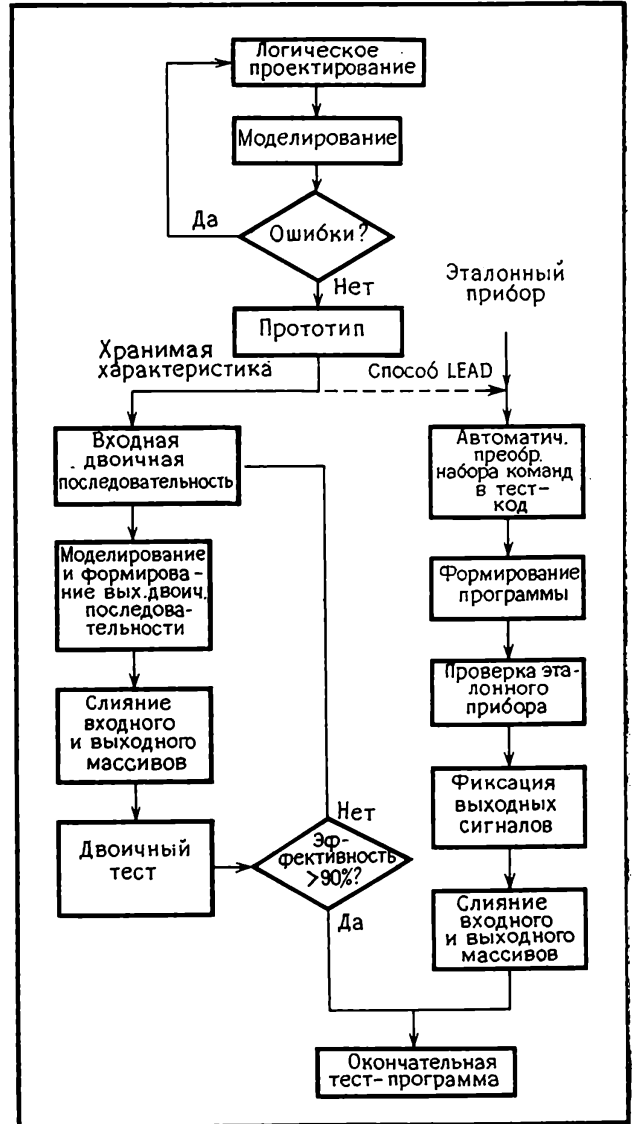 Логическое
проектирование
Моделирование
Да
Ошибки?
Нет
Прототип
Эталонный
прибор
Хранимая
характеристика
Способ LEAD
Входная
двоичная
последовательность
Моделирование
и формирова-
ние вых.двоич.
последова-
тельности
Слияние
входного
и выходного
массивов
Двоичный
тест
Нет
Эф-
фективность
>90%?
Да
Автоматич.
преобр.
набора команд
в тест-
код
Формирование
программы
Проверка эта-
лонного
прибора
Фиксация
выходных
сигналов
Слияние
входного
и выходного
массивов
Окончательная
тест-программа